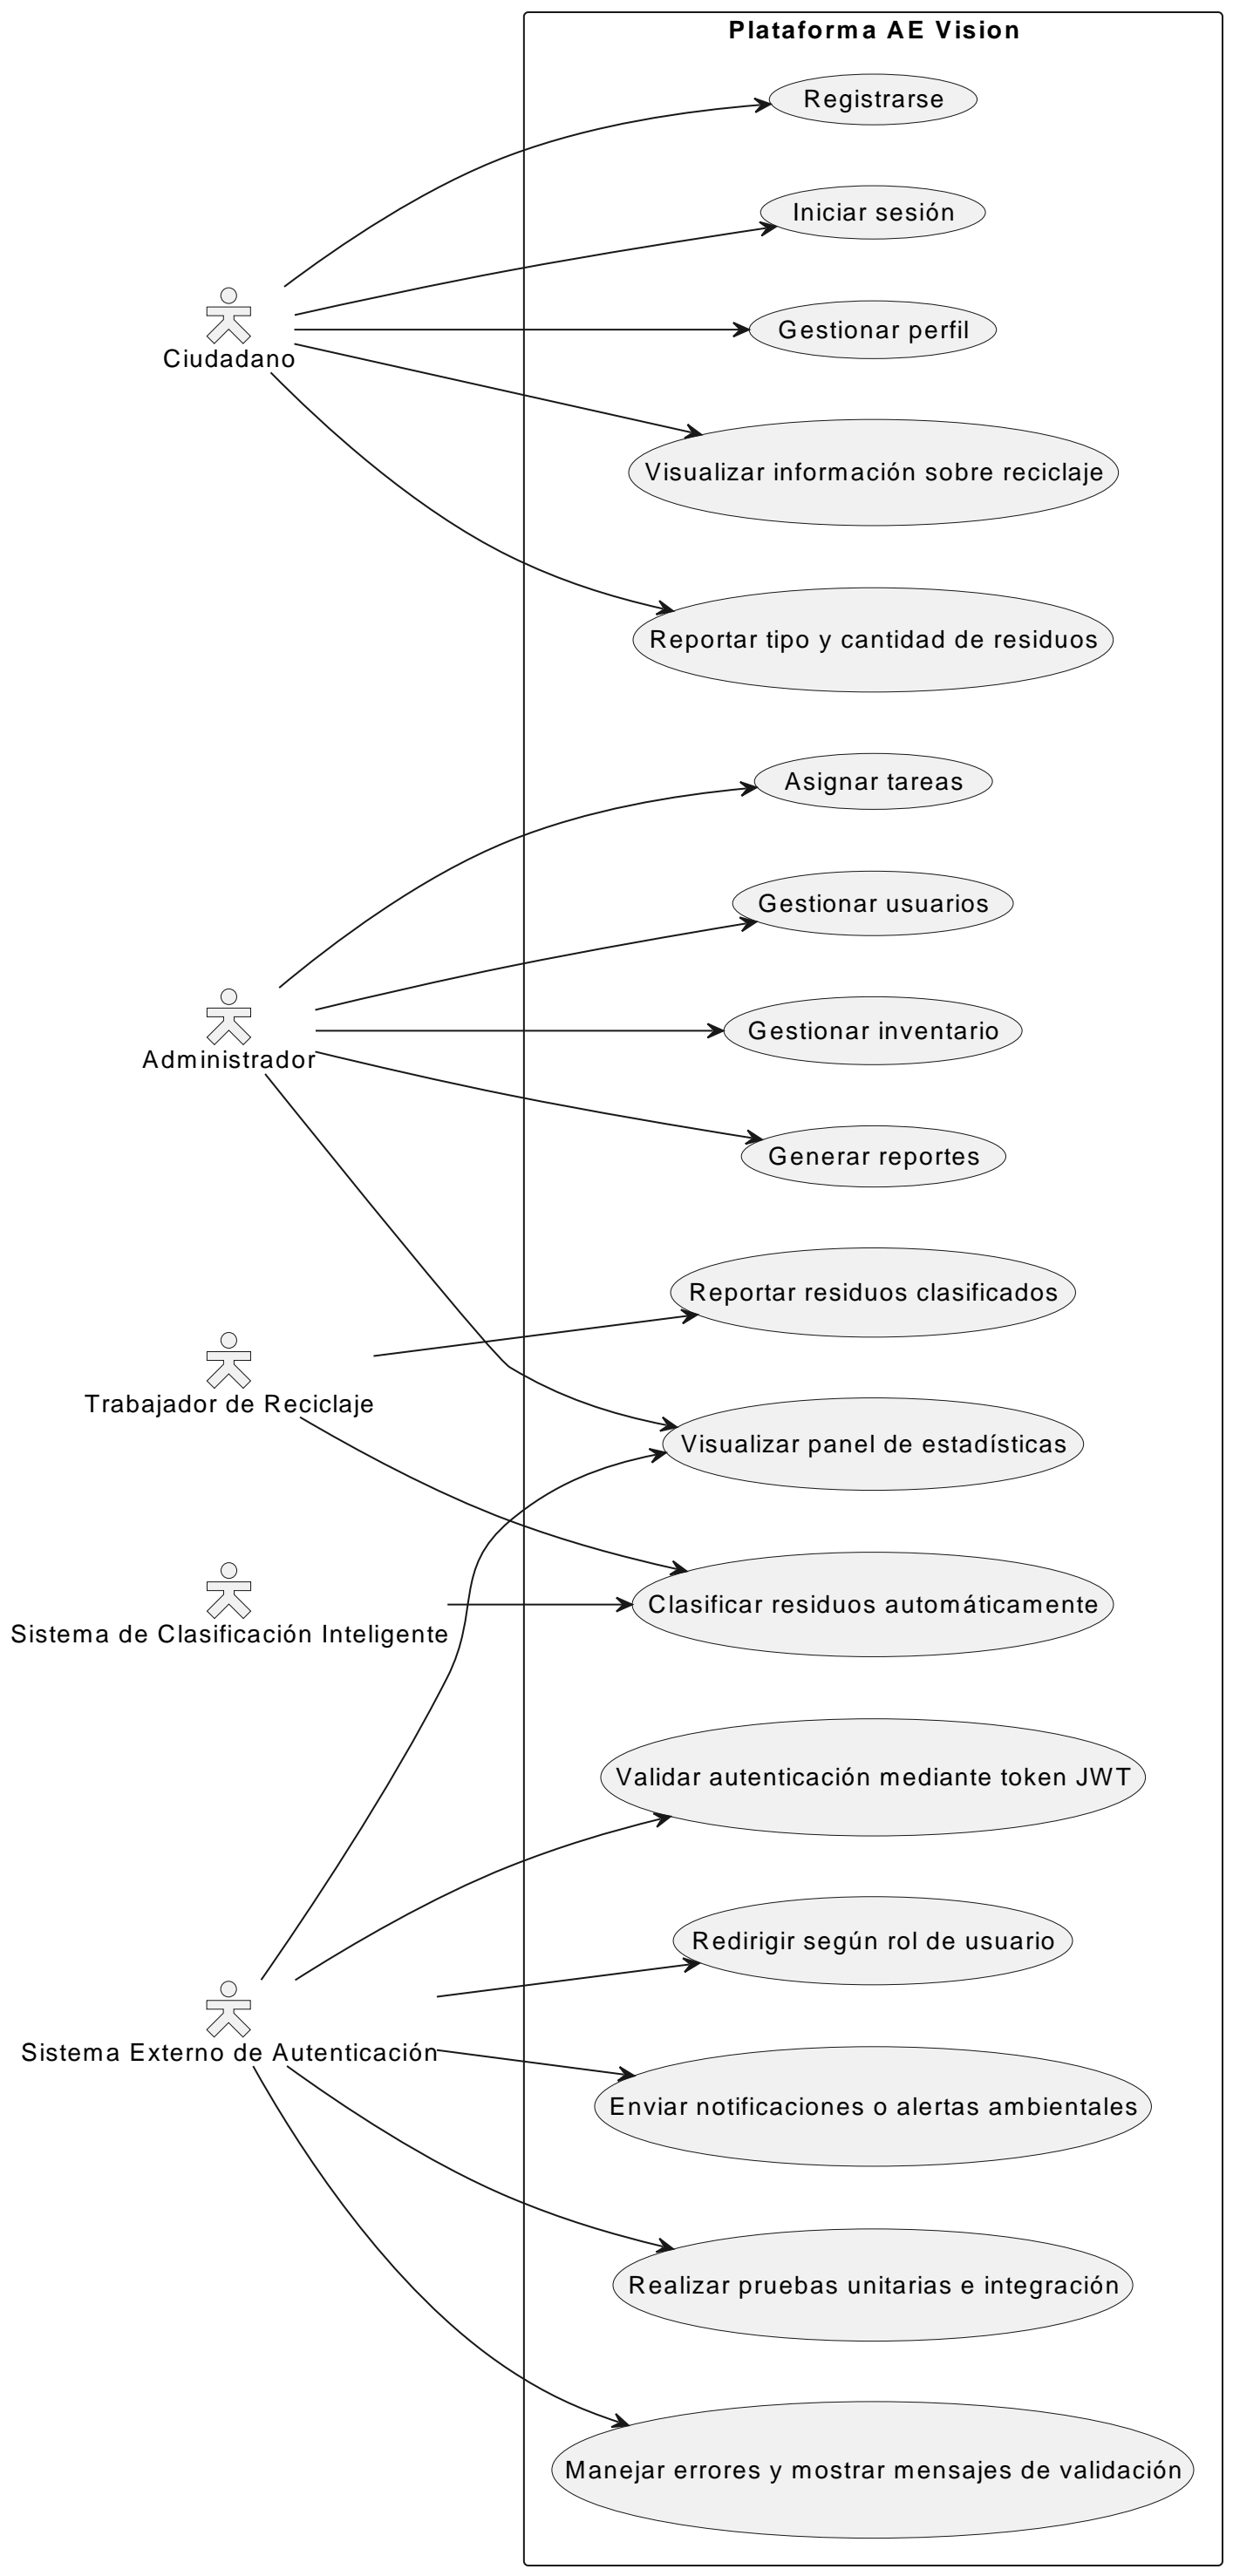 Plataforma AE Vision
Registrarse
Iniciar sesión
Gestionar perfil
Ciudadano
Visualizar información sobre reciclaje
Reportar tipo y cantidad de residuos
Asignar tareas
Gestionar usuarios
Gestionar inventario
Administrador
Generar reportes
Reportar residuos clasificados
Trabajador de Reciclaje
Visualizar panel de estadísticas
Clasificar residuos automáticamente
Sistema de Clasificación Inteligente
Validar autenticación mediante token JWT
Redirigir según rol de usuario
Sistema Externo de Autenticación
Enviar notificaciones o alertas ambientales
Realizar pruebas unitarias e integración
Manejar errores y mostrar mensajes de validación